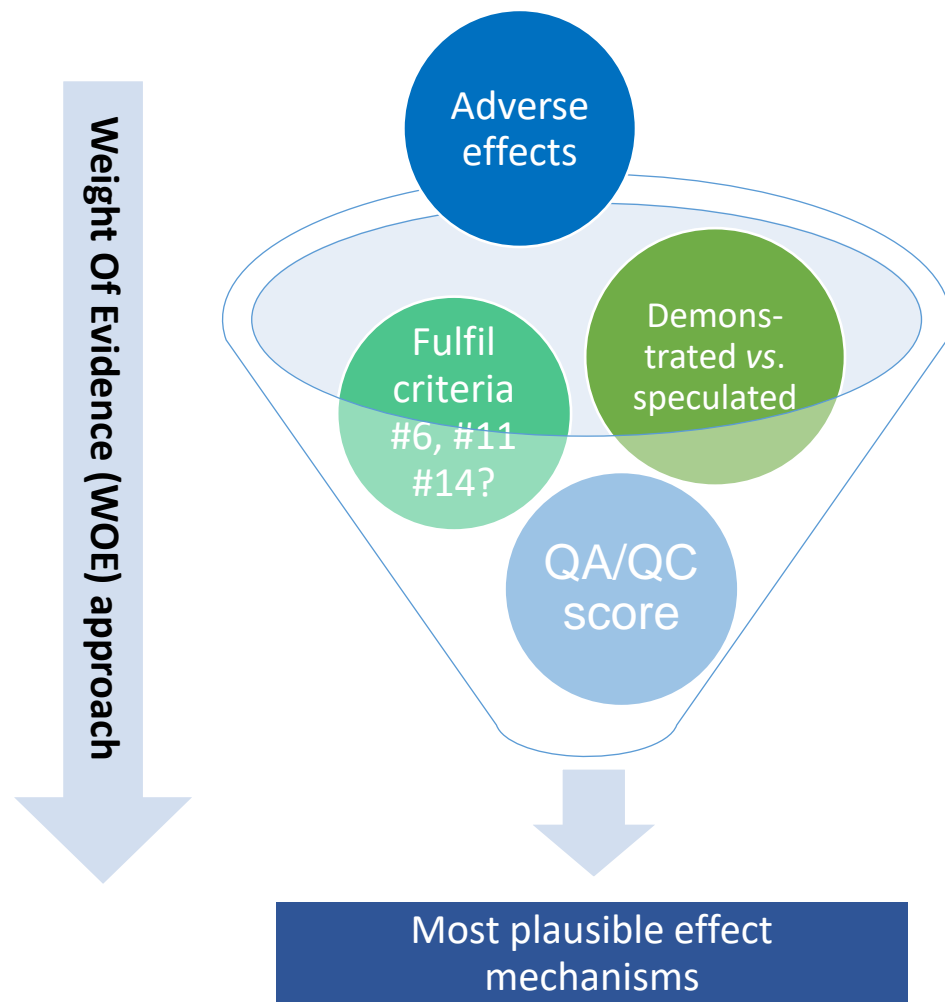 Weight Of Evidence (WOE) approach
Adverse
effects
Demons-
trated vs.
speculated
Fulfil
criteria
#6, #11
#14?
QA/QC
score
Most plausible effect
mechanisms